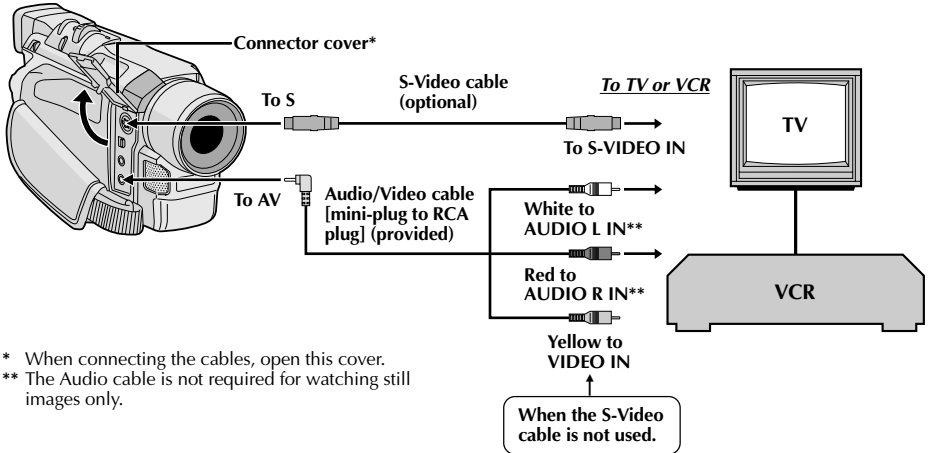 Connector cover*
S-Video cable
(optional)
To TV or VCR
To S
TV
To S-VIDEO IN
To AV
Audio/Video cable
[mini-plug to RCA
plug] (provided)
White to
AUDIO L IN**
Red to
AUDIO R IN**
VCR
Yellow to
VIDEO IN
When the S-Video
cable is not used.
* When connecting the cables, open this cover.
** The Audio cable is not required for watching still
images only.